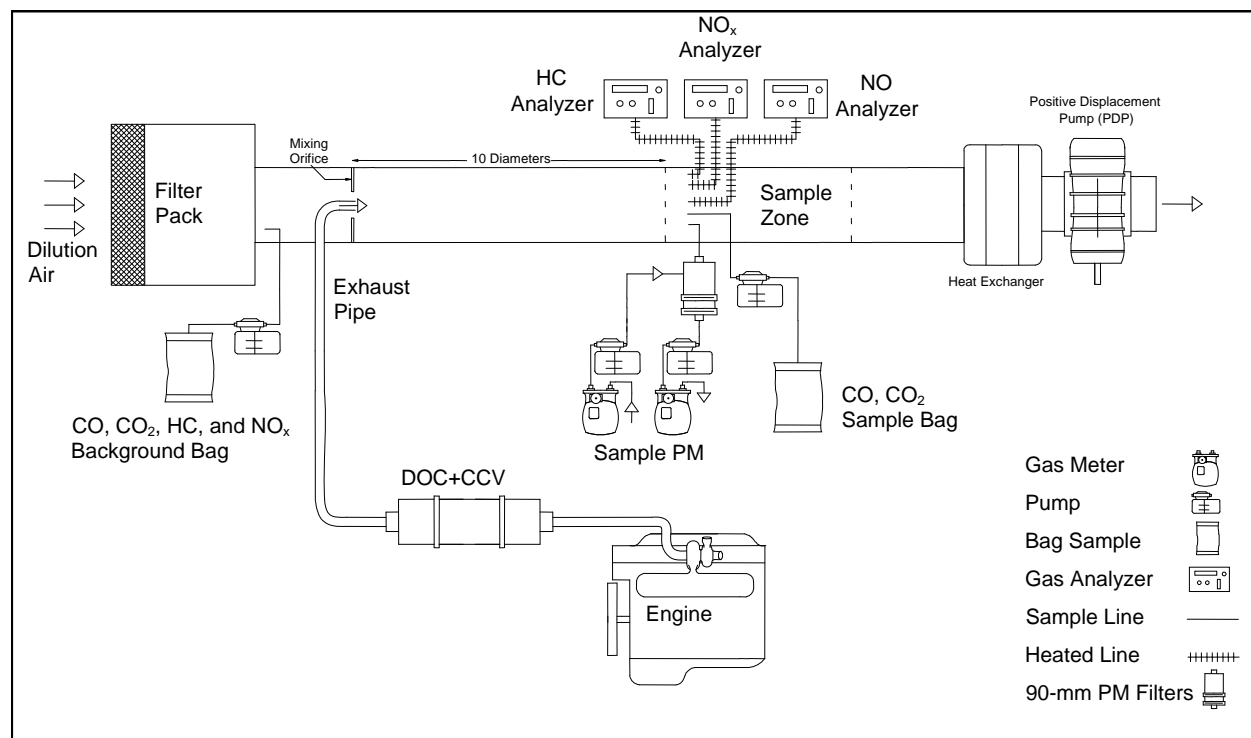 NOx
Analyzer
HC
Analyzer
NO
Analyzer
Positive Displacement
Pump (PDP)
Mixing
Orifice
10 Diameters
Filter
Pack
Sample
Zone
Dilution
Air
Exhaust
Pipe
Heat Exchanger
CO, CO2, HC, and NOx
Background Bag
CO, CO2
Sample Bag
Sample PM
DOC+CCV
Engine
Gas Meter
Pump
Bag Sample
Gas Analyzer
Sample Line
Heated Line
90-mm PM Filters